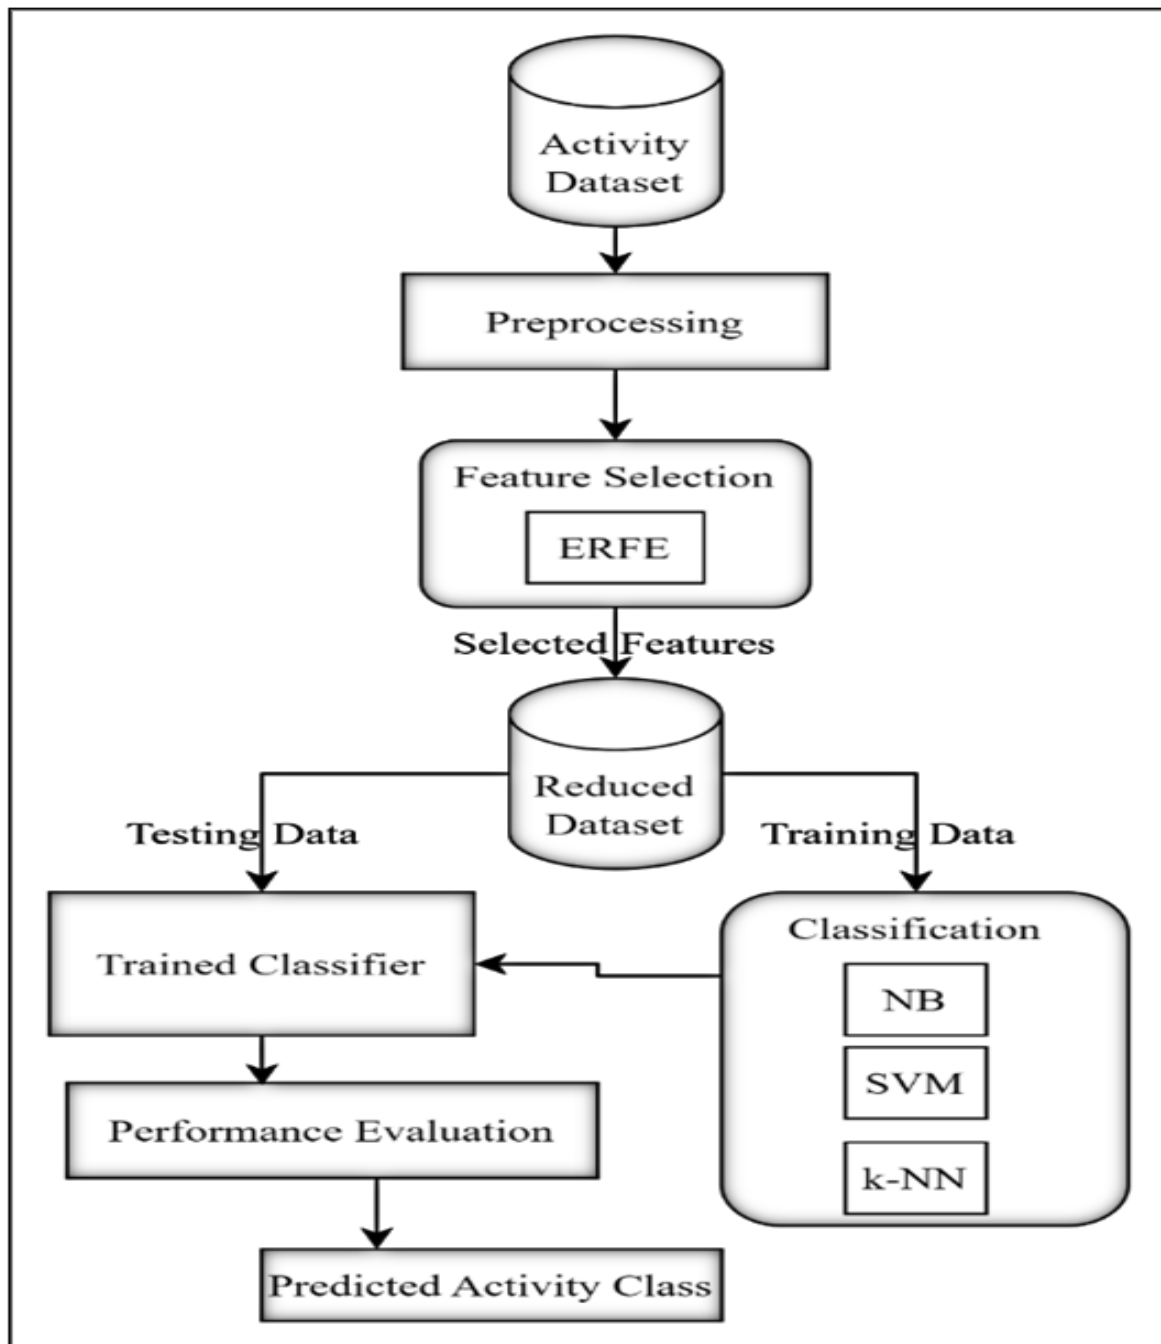 Activity
Dataset
Preprocessing
Feature Selection
ERFE
Selected Features
Reduced
Dataset
Testing Data
Training Data
Classification
NB
SVM
k-NN
Trained Classifier
Performance Evaluation
Predicted Activity Class